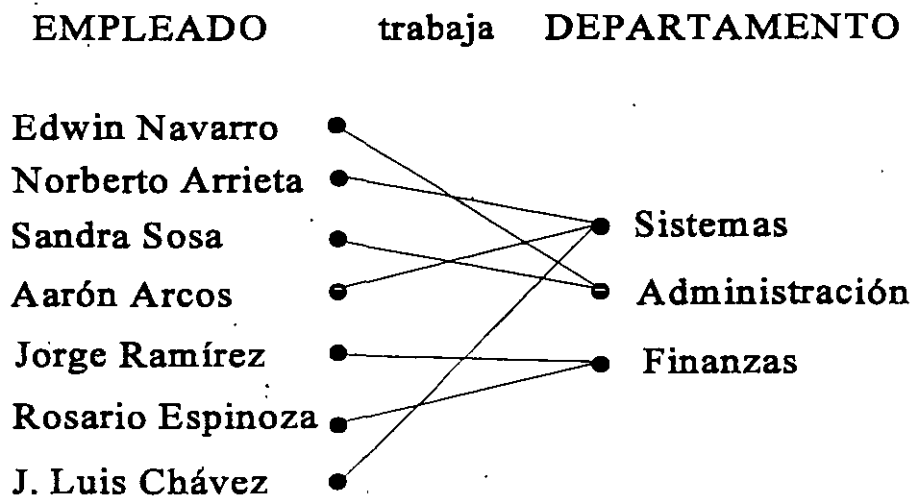 EMPLEADO trabaja DEPARTAMENTO
Edwin Navarro
Norberto Arrieta
Sandra Sosa
Aarón Arcos
Jorge Ramírez
Rosario Espinoza
J. Luis Chávez
Sistemas
Administración
Finanzas